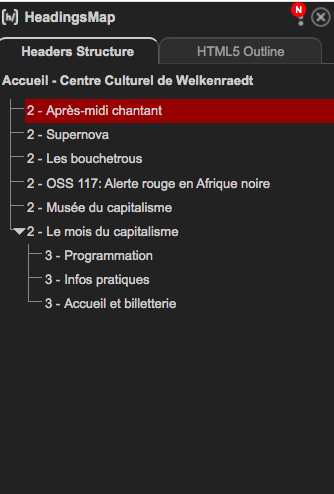 [h/] HeadingsMap
N
Headers Structure
HTML5 Outline
Accueil - Centre Culturel de Welkenraedt
2 - Après-midi chantant
2 - Supernova
2 - Les bouchetrous
2 - OSS 117: Alerte rouge en Afrique noire
2 - Musée du capitalisme
2 - Le mois du capitalisme
3 - Programmation
3 - Infos pratiques
3 - Accueil et billetterie